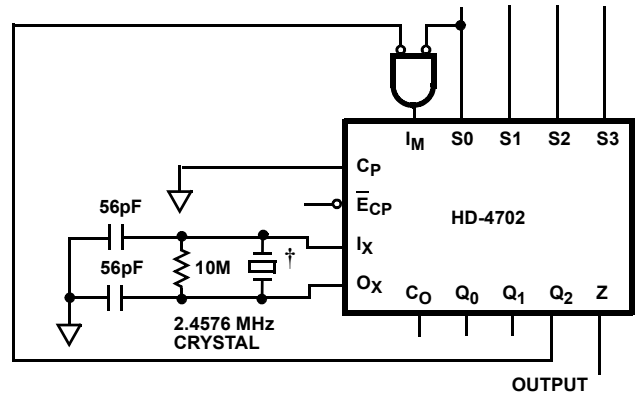 I_M S0 S1 S2 S3
C_P
E̅_CP
HD-4702
56pF
I_X
†
10M
56pF
O_X
C_O Q_0 Q_1 Q_2 Z
2.4576 MHz
CRYSTAL
OUTPUT